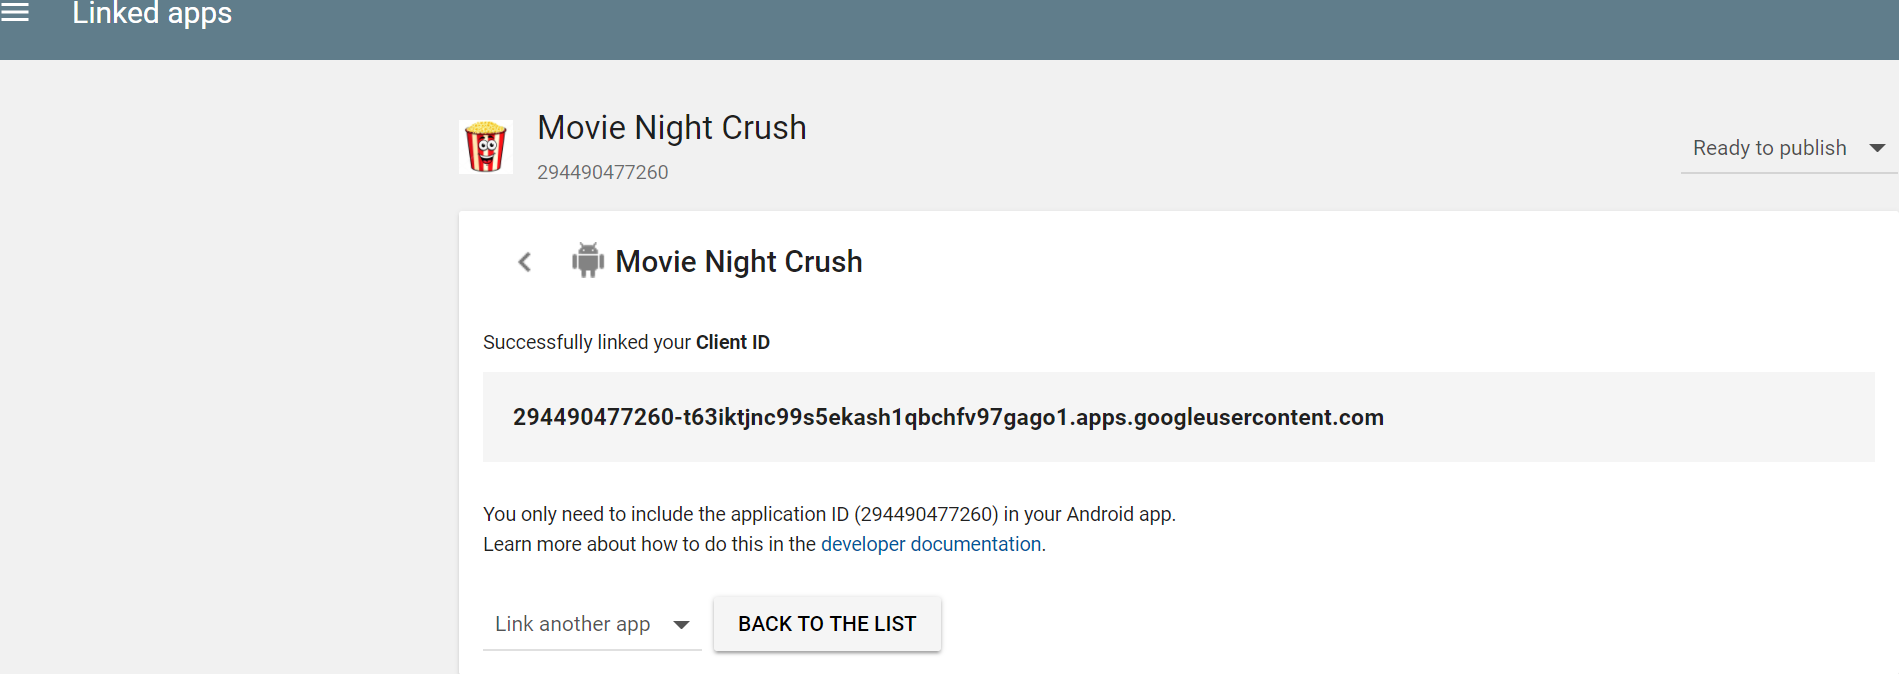 Linked apps
Movie Night Crush
294490477260
Ready to publish
Movie Night Crush
Successfully linked your Client ID
294490477260-t63iktjnc99s5ekash1qbchfv97gago1.apps.googleusercontent.com
You only need to include the application ID (294490477260) in your Android app.
Learn more about how to do this in the developer documentation.
Link another app
BACK TO THE LIST